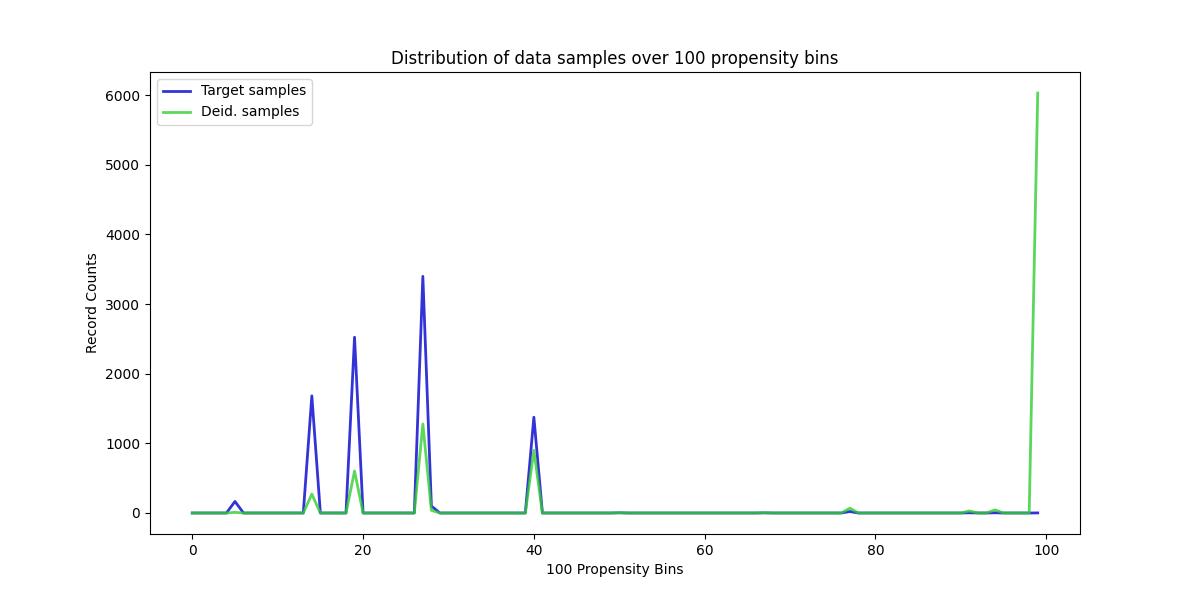 Distribution of data samples over 100 propensity bins
Target samples
Deid. samples
6000
5000
4000
3000
2000
1000
0
Record Counts
0 20 40 60 80 100
100 Propensity Bins